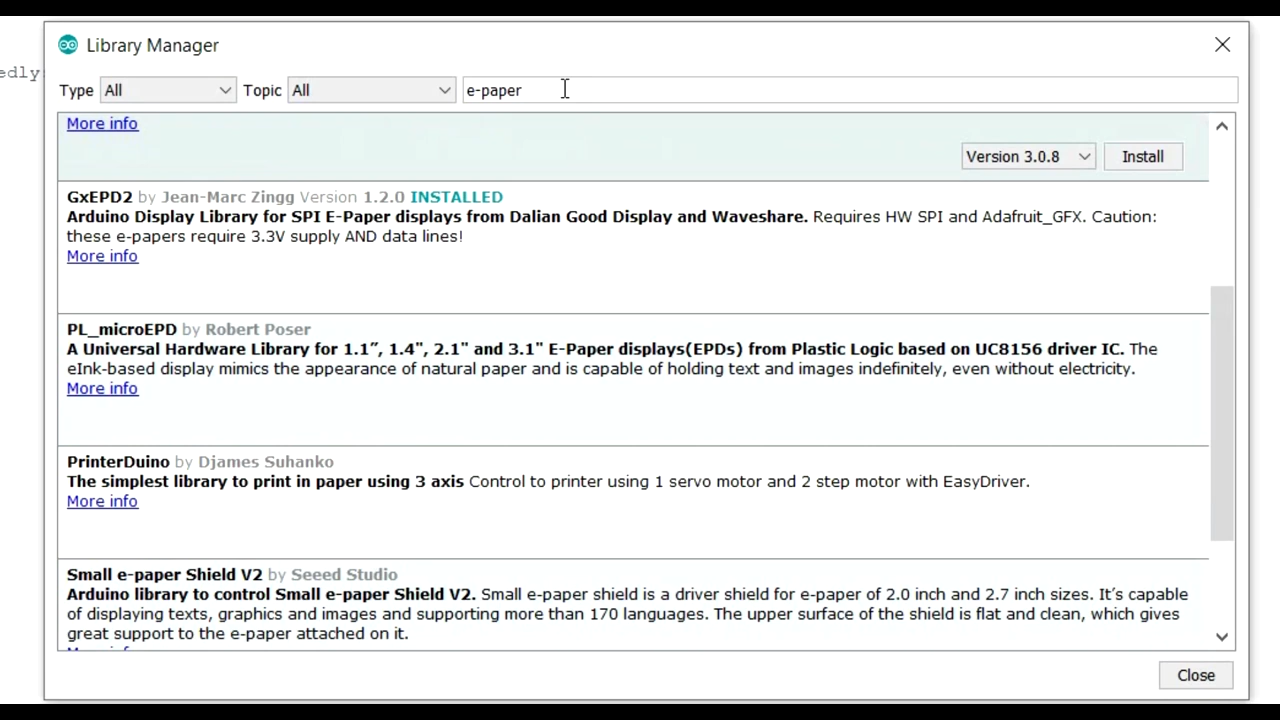 Library Manager
edly
Type All Topic All e-paper
More info
Version 3.0.8 Install
GxEPD2 by Jean-Marc Zingg Version 1.2.0 INSTALLED
Arduino Display Library for SPI E-Paper displays from Dalian Good Display and Waveshare. Requires HW SPI and Adafruit_GFX. Caution:
these e-papers require 3.3V supply AND data lines!
More info
PL_microEPD by Robert Poser
A Universal Hardware Library for 1.1”, 1.4", 2.1" and 3.1" E-Paper displays(EPDs) from Plastic Logic based on UC8156 driver IC. The
eInk-based display mimics the appearance of natural paper and is capable of holding text and images indefinitely, even without electricity.
More info
PrinterDuino by Djames Suhanko
The simplest library to print in paper using 3 axis Control to printer using 1 servo motor and 2 step motor with EasyDriver.
More info
Small e-paper Shield V2 by Seeed Studio
Arduino library to control Small e-paper Shield V2. Small e-paper shield is a driver shield for e-paper of 2.0 inch and 2.7 inch sizes. It’s capable
of displaying texts, graphics and images and supporting more than 170 languages. The upper surface of the shield is flat and clean, which gives
great support to the e-paper attached on it.
More info
Close